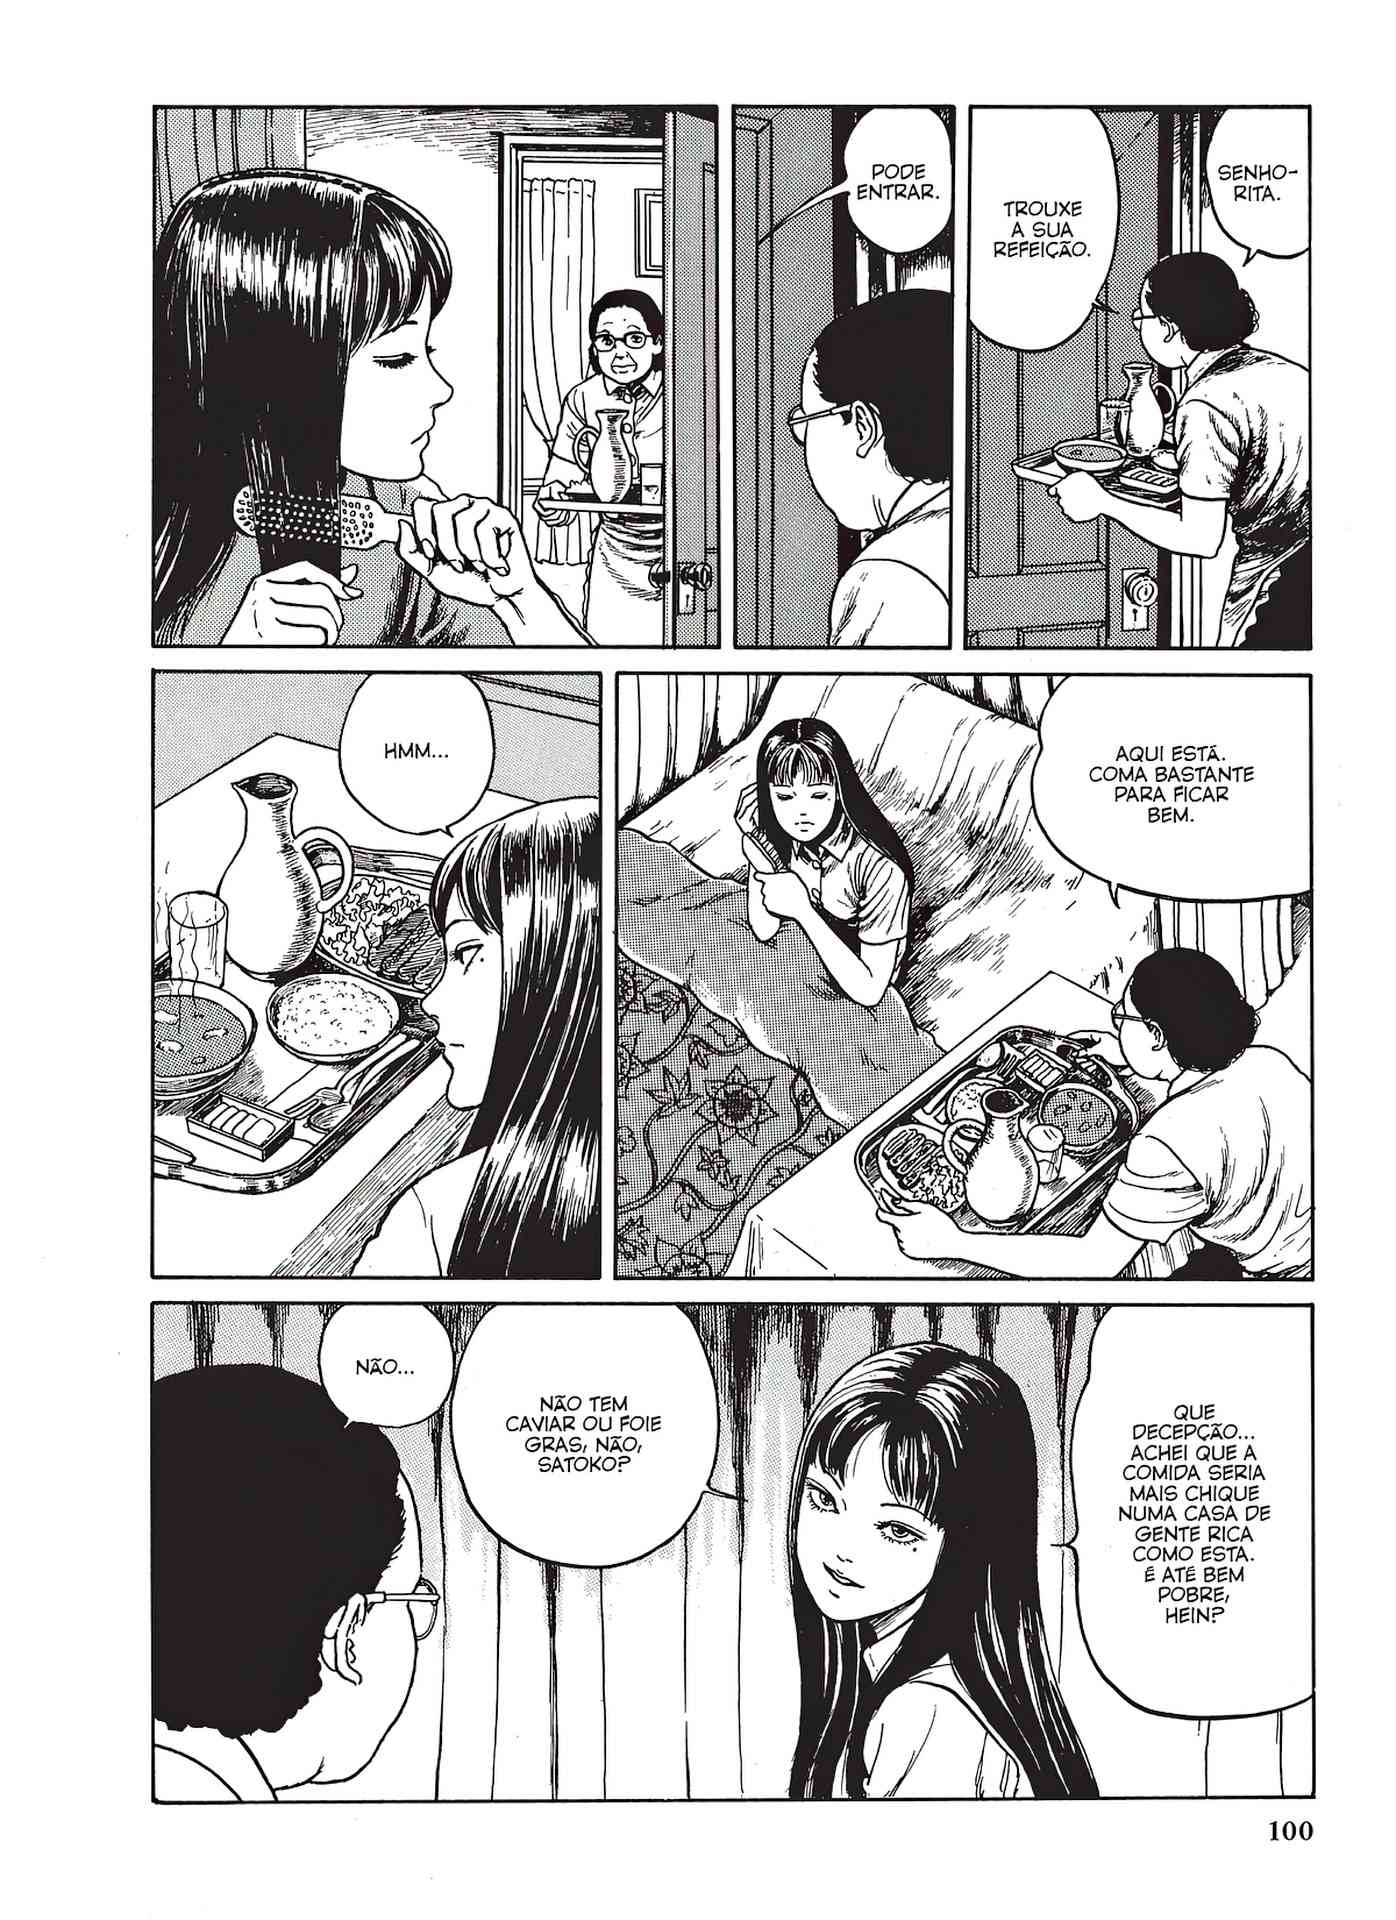 SENHO-
RITA.
TROUXE
A SUA
REFEIÇÃO.
PODE
ENTRAR.
AQUI ESTÁ.
COMA BASTANTE
PARA FICAR
BEM.
HMM...
QUE
DECEPÇÃO...
ACHEI QUE A
COMIDA SERIA
MAIS CHIQUE
NUMA CASA DE
GENTE RICA
COMO ESTA.
É ATÉ BEM
POBRE,
HEIN?
NÃO TEM
CAVIAR OU FOIE
GRAS, NÃO,
SATOKO?
NÃO...
100